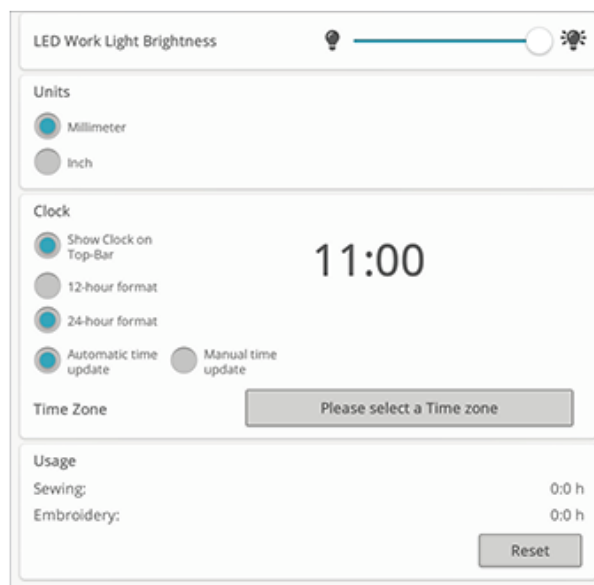 LED Work Light Brightness
Units
Millimeter
Inch
Clock
Show Clock on
Top-Bar
11:00
12-hour format
24-hour format
Automatic time
update
Manual time
update
Time Zone
Please select a Time zone
Usage
Sewing:
0:0 h
Embroidery:
0:0 h
Reset